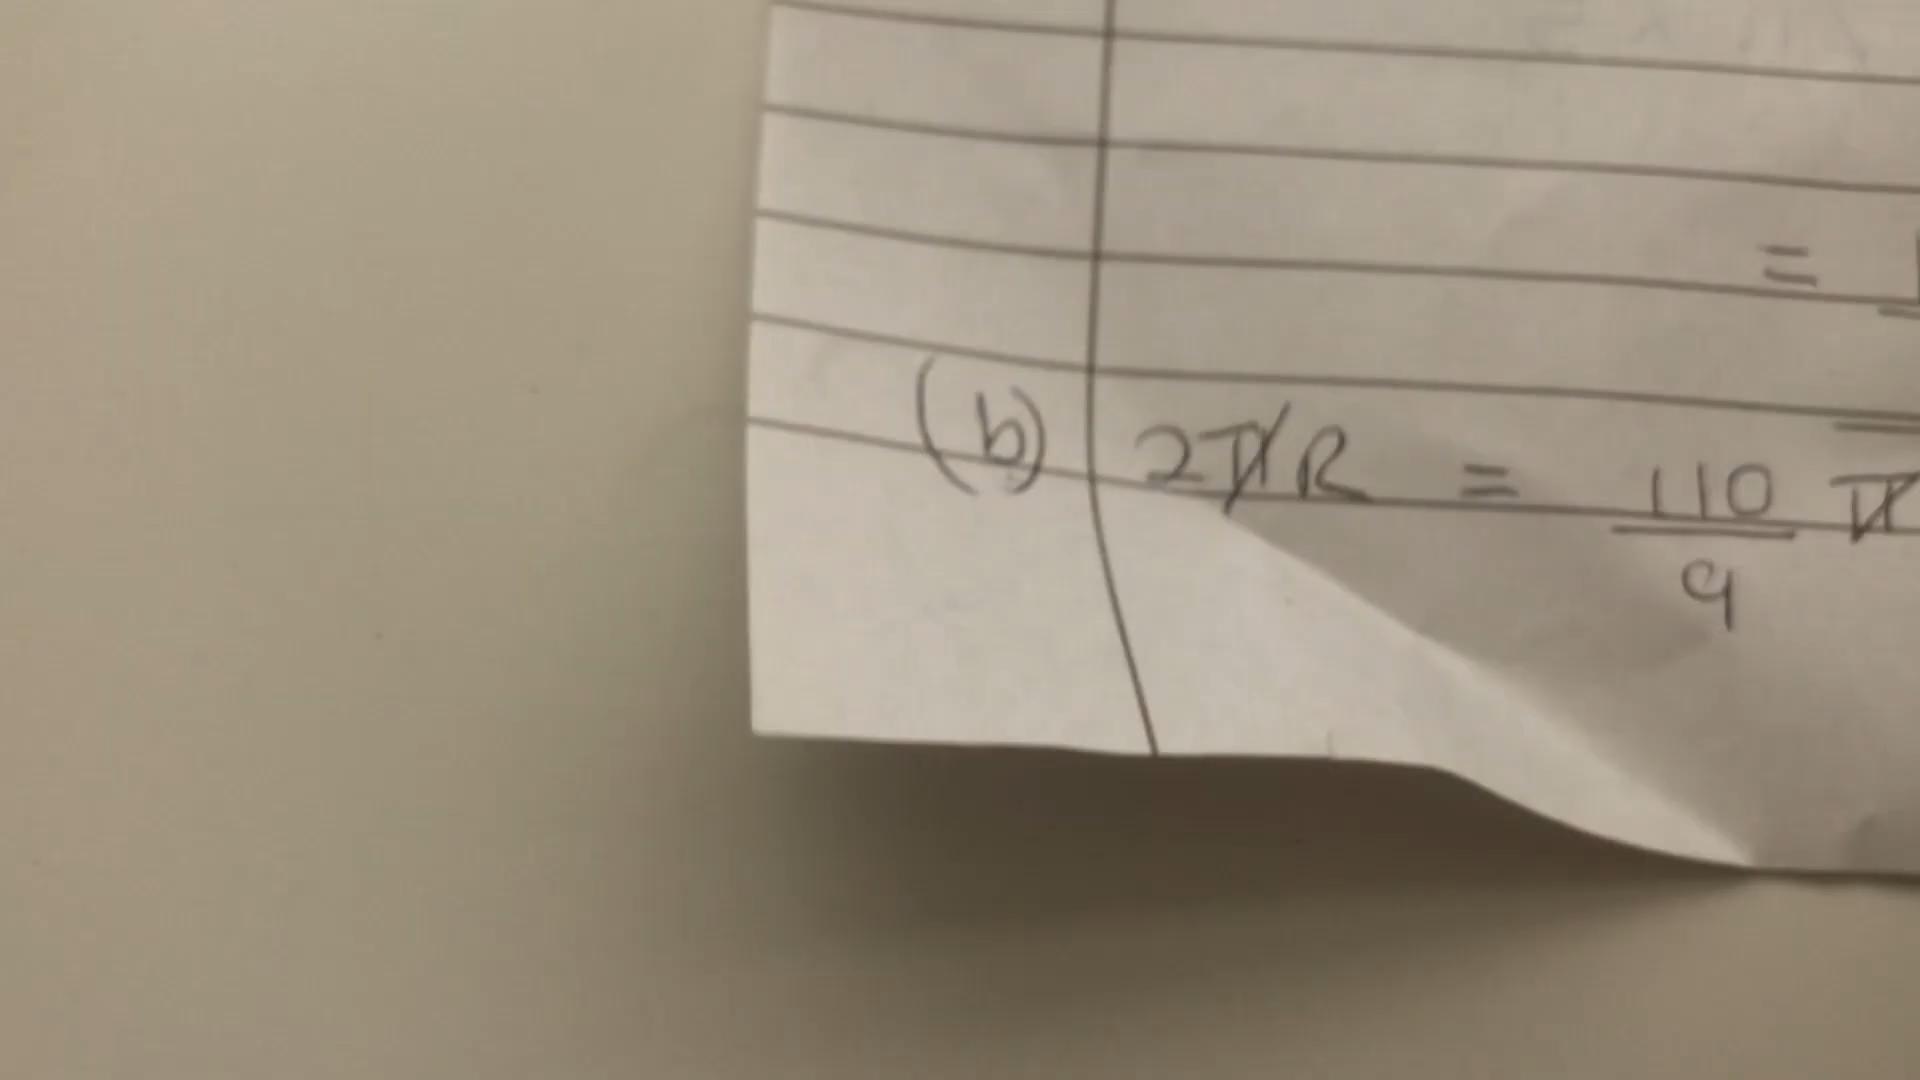 =
(b) 2πR = 110/9 π